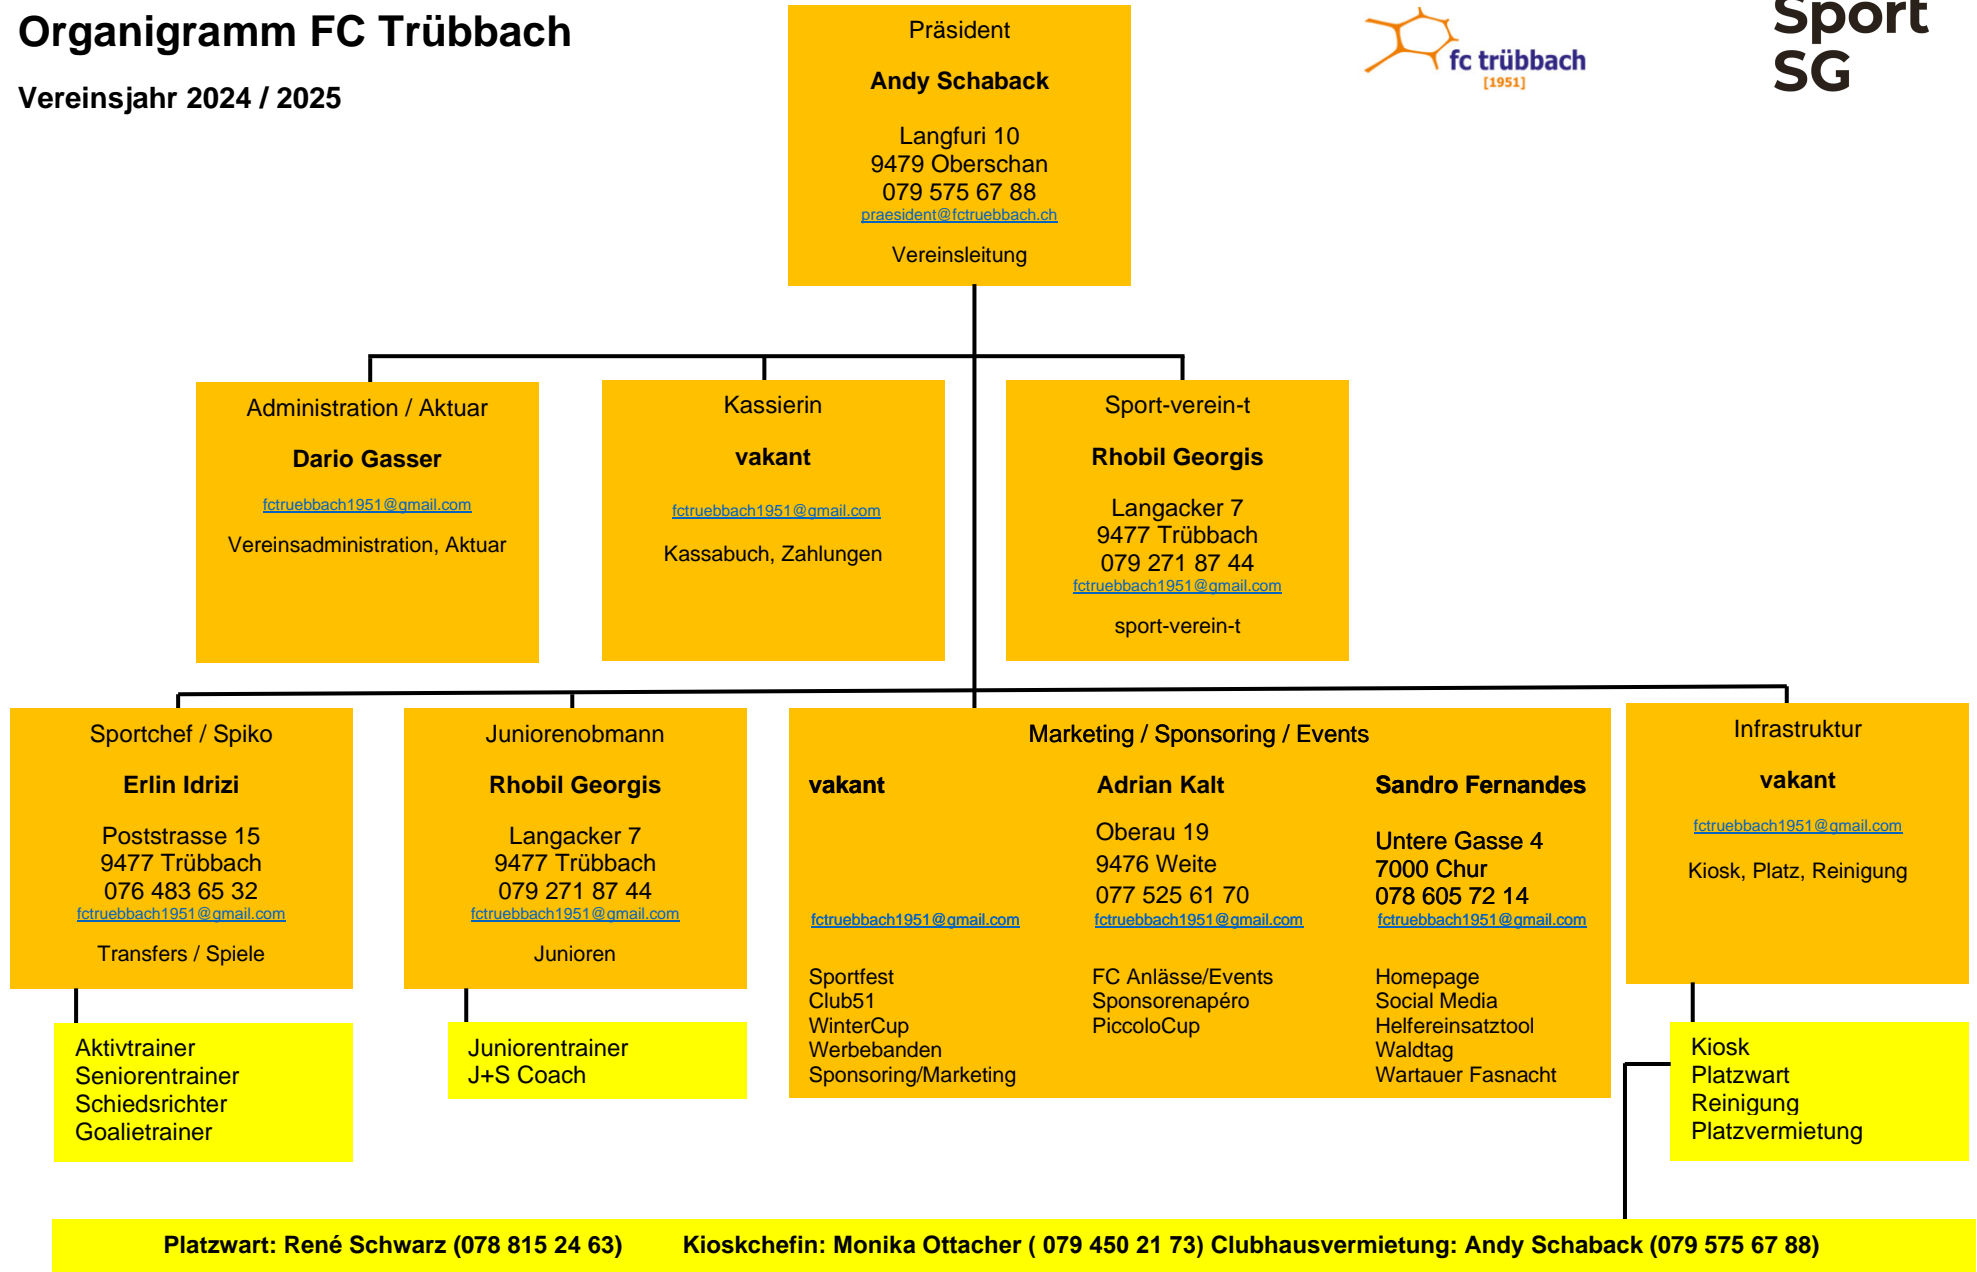 Organigramm FC Trübbach
Vereinsjahr 2024 / 2025
Präsident
Andy Schaback
Langfuri 10
9479 Oberschan
079 575 67 88
praesident@fctruebbach.ch
Vereinsleitung
fc trübbach
[1951]
Sport
SG
Administration / Aktuar
Dario Gasser
fctruebbach1951@gmail.com
Vereinsadministration, Aktuar
Kassierin
vakant
fctruebbach1951@gmail.com
Kassabuch, Zahlungen
Sport-verein-t
Rhobil Georgis
Langacker 7
9477 Trübbach
079 271 87 44
fctruebbach1951@gmail.com
sport-verein-t
Sportchef / Spiko
Erlin Idrizi
Poststrasse 15
9477 Trübbach
076 483 65 32
fctruebbach1951@gmail.com
Transfers / Spiele
Aktivtrainer
Seniorentrainer
Schiedsrichter
Goalietrainer
Juniorenobmann
Rhobil Georgis
Langacker 7
9477 Trübbach
079 271 87 44
fctruebbach1951@gmail.com
Junioren
Juniorentrainer
J+S Coach
Marketing / Sponsoring / Events
vakant
fctruebbach1951@gmail.com
Sportfest
Club51
WinterCup
Werbebanden
Sponsoring/Marketing
Adrian Kalt
Oberau 19
9476 Weite
077 525 61 70
fctruebbach1951@gmail.com
FC Anlässe/Events
Sponsorenapéro
PiccoloCup
Sandro Fernandes
Untere Gasse 4
7000 Chur
078 605 72 14
fctruebbach1951@gmail.com
Homepage
Social Media
Helfereinsatztool
Waldtag
Wartauer Fasnacht
Infrastruktur
vakant
fctruebbach1951@gmail.com
Kiosk, Platz, Reinigung
Kiosk
Platzwart
Reinigung
Platzvermietung
Platzwart: René Schwarz (078 815 24 63) Kioskchefin: Monika Ottacher ( 079 450 21 73) Clubhausvermietung: Andy Schaback (079 575 67 88)